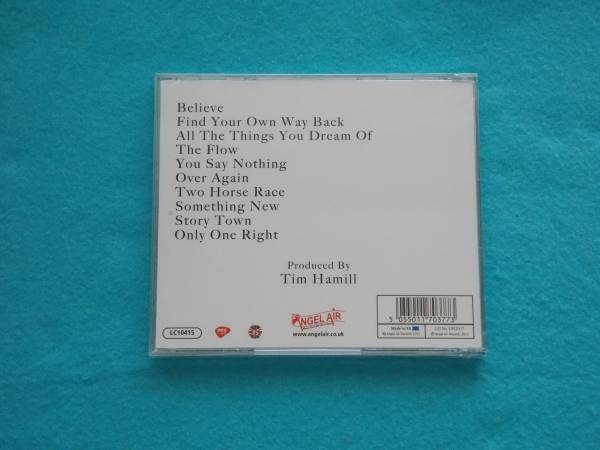 Believe
Find Your Own Way Back
All The Things You Dream Of
The Flow
You Say Nothing
Over Again
Two Horse Race
Something New
Story Town
Only One Right
Produced By
Tim Hamill
LC10415
ANGEL AIR
www.angelair.co.uk
5 055011 703773
Made in EU